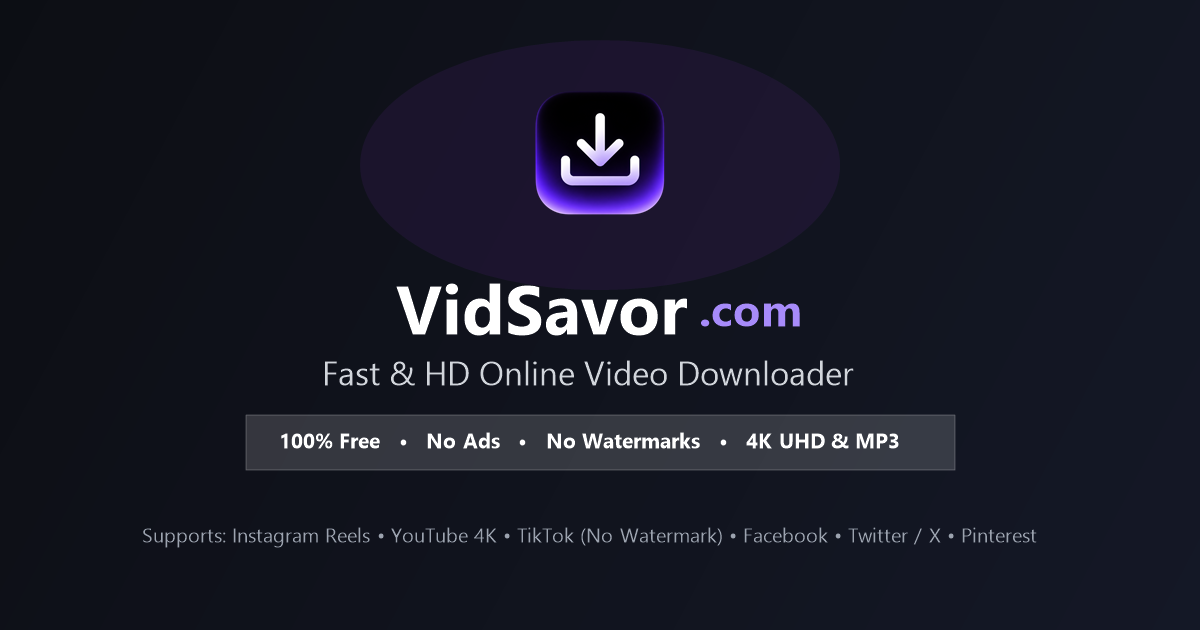 VidSavor .com
Fast & HD Online Video Downloader
100% Free • No Ads • No Watermarks • 4K UHD & MP3
Supports: Instagram Reels • YouTube 4K • TikTok (No Watermark) • Facebook • Twitter / X • Pinterest